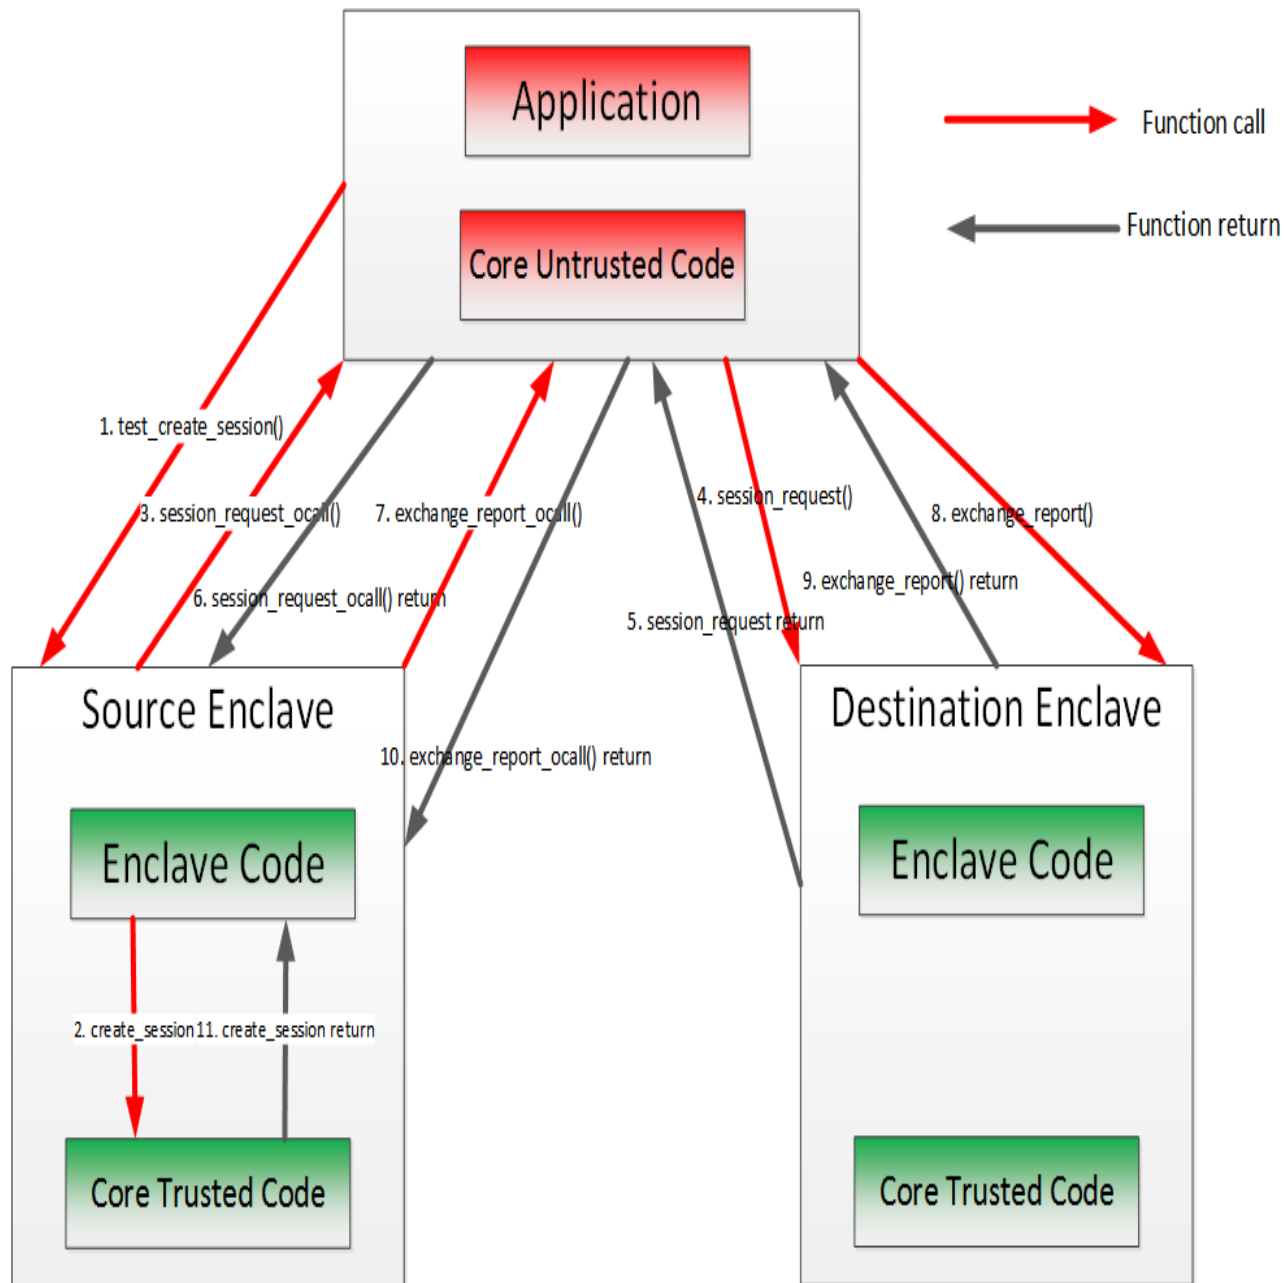 Application
Function call
Function return
Core Untrusted Code
1. test_create_session()
3. session_request_ocall()
7. exchange_report_ocall()
4. session_request()
8. exchange_report()
6. session_request_ocall() return
9. exchange_report() return
5. session_request return
Source Enclave
Destination Enclave
10. exchange_report_ocall() return
Enclave Code
Enclave Code
2. create_session
11. create_session return
Core Trusted Code
Core Trusted Code